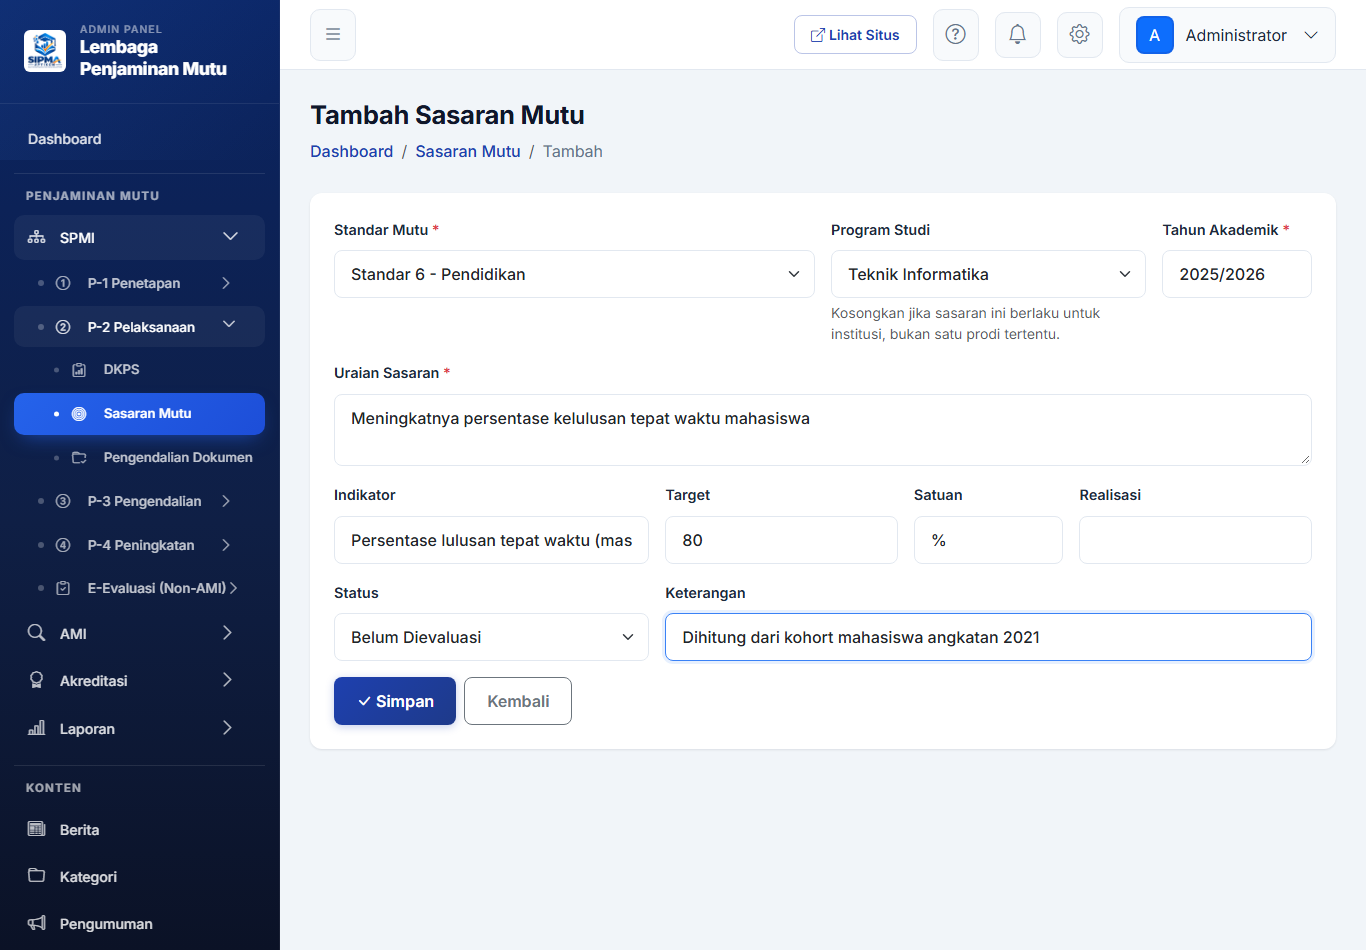 SIPMA
ADMIN PANEL
Lembaga
Penjaminan Mutu
Lihat Situs
A
Administrator
Dashboard
PENJAMINAN MUTU
SPMI
1 P-1 Penetapan
2 P-2 Pelaksanaan
DKPS
Sasaran Mutu
Pengendalian Dokumen
3 P-3 Pengendalian
4 P-4 Peningkatan
E-Evaluasi (Non-AMI)
AMI
Akreditasi
Laporan
KONTEN
Berita
Kategori
Pengumuman
Tambah Sasaran Mutu
Dashboard / Sasaran Mutu / Tambah
Standar Mutu * Program Studi Tahun Akademik *
Standar 6 - Pendidikan Teknik Informatika 2025/2026
Kosongkan jika sasaran ini berlaku untuk
institusi, bukan satu prodi tertentu.
Uraian Sasaran *
Meningkatnya persentase kelulusan tepat waktu mahasiswa
Indikator Target Satuan Realisasi
Persentase lulusan tepat waktu (mas 80 %
Status Keterangan
Belum Dievaluasi Dihitung dari kohort mahasiswa angkatan 2021
Simpan Kembali